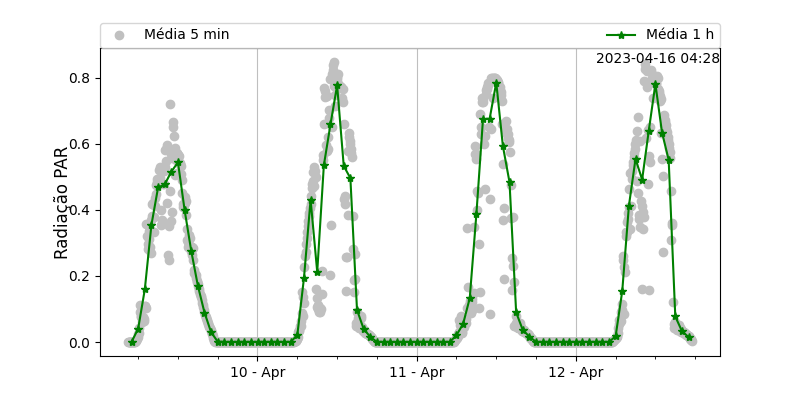 Média 5 min
Média 1 h
2023-04-16 04:28
Radiação PAR
0.8
0.6
0.4
0.2
0.0
10 - Apr
11 - Apr
12 - Apr